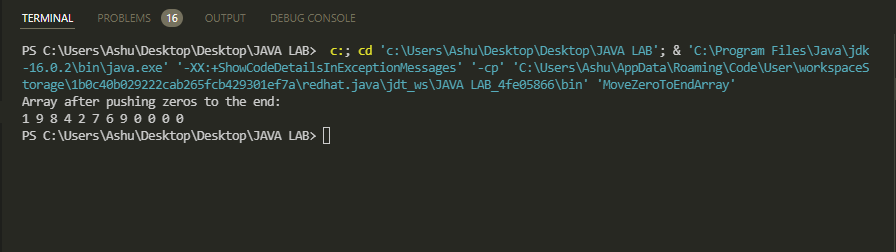 TERMINAL PROBLEMS 16 OUTPUT DEBUG CONSOLE
PS C:\Users\Ashu\Desktop\Desktop\JAVA LAB> c:; cd 'c:\Users\Ashu\Desktop\Desktop\JAVA LAB'; & 'C:\Program Files\Java\jdk
-16.0.2\bin\java.exe' '-XX:+ShowCodeDetailsInExceptionMessages' '-cp' 'C:\Users\Ashu\AppData\Roaming\Code\User\workspaceS
torage\1b0c40b029222cab265fcb429301ef7a\redhat.java\jdt_ws\JAVA LAB_4fe05866\bin' 'MoveZeroToEndArray'
Array after pushing zeros to the end:
1 9 8 4 2 7 6 9 0 0 0 0
PS C:\Users\Ashu\Desktop\Desktop\JAVA LAB>